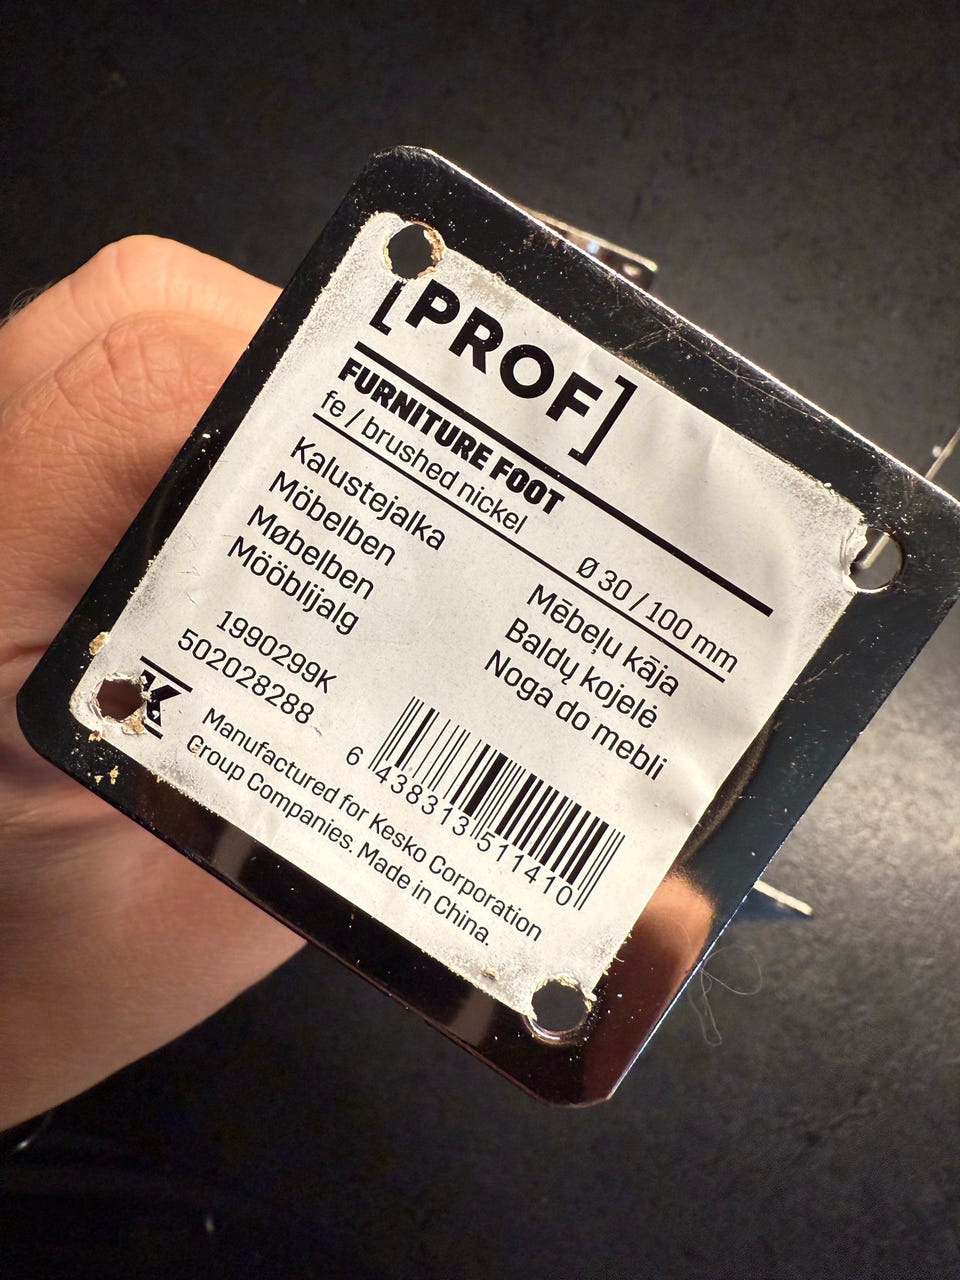 [PROF]
FURNITURE FOOT
fe / brushed nickel
Ø 30 / 100 mm
Kalustejalka
Möbelben
Møbelben
Mööblijalg
Mēbeļu kāja
Baldų kojelė
Noga do mebli
1990299K
502028288
6 438313 511410
K
Manufactured for Kesko Corporation
Group Companies. Made in China.